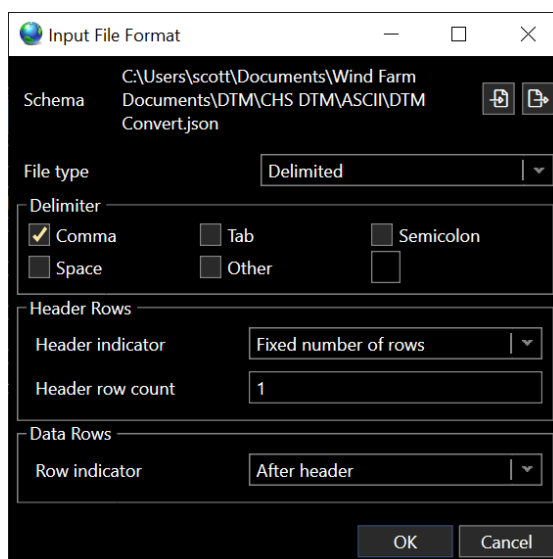 Input File Format
Schema
C:\Users\scott\Documents\Wind Farm
Documents\DTM\CHS DTM\ASCII\DTM
Convert.json
File type Delimited
Delimiter
Comma Tab Semicolon
Space Other
Header Rows
Header indicator Fixed number of rows
Header row count 1
Data Rows
Row indicator After header
OK Cancel